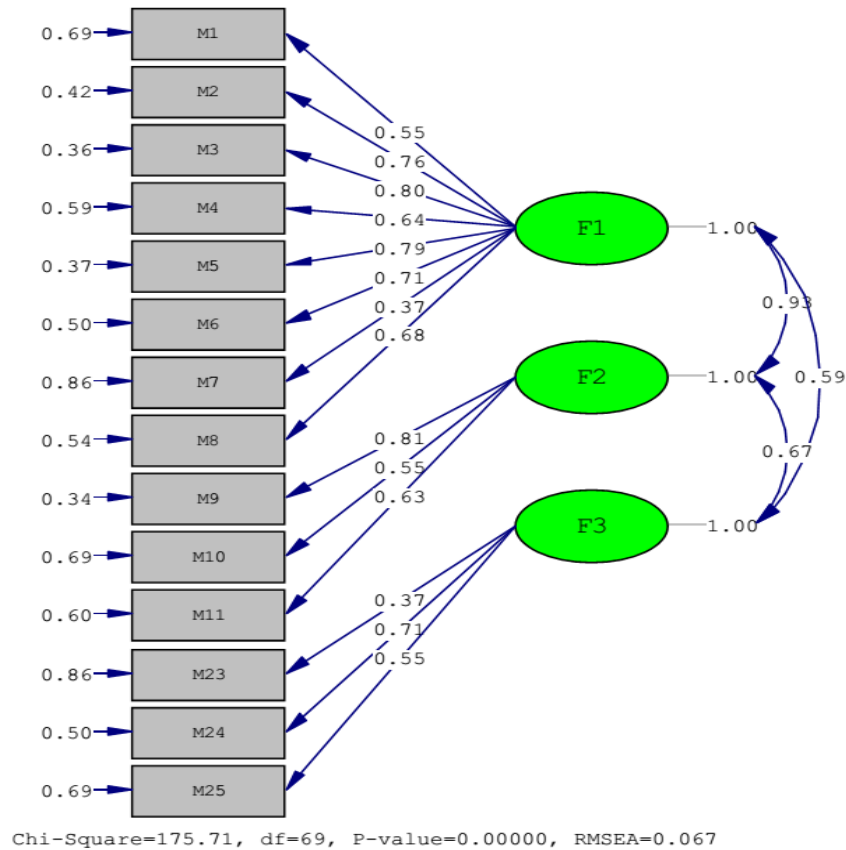 0.69 M1
0.42 M2
0.55
0.36 M3
0.76
0.80
0.59 M4
0.64
F1 1.00
0.79
0.37 M5
0.71
0.37
0.93
0.50 M6
0.68
0.86 M7
F2 1.00 0.59
0.54 M8
0.81
0.67
0.55
0.34 M9
0.63
F3 1.00
0.69 M10
0.37
0.60 M11
0.71
0.55
0.86 M23
0.50 M24
0.69 M25
Chi-Square=175.71, df=69, P-value=0.00000, RMSEA=0.067